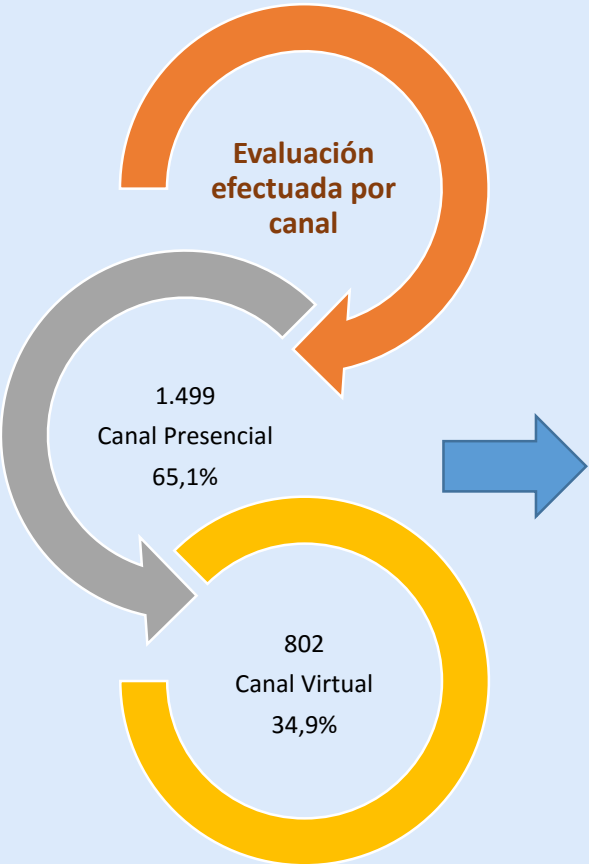 Evaluación
efectuada por
canal
1.499
Canal Presencial
65,1%
802
Canal Virtual
34,9%